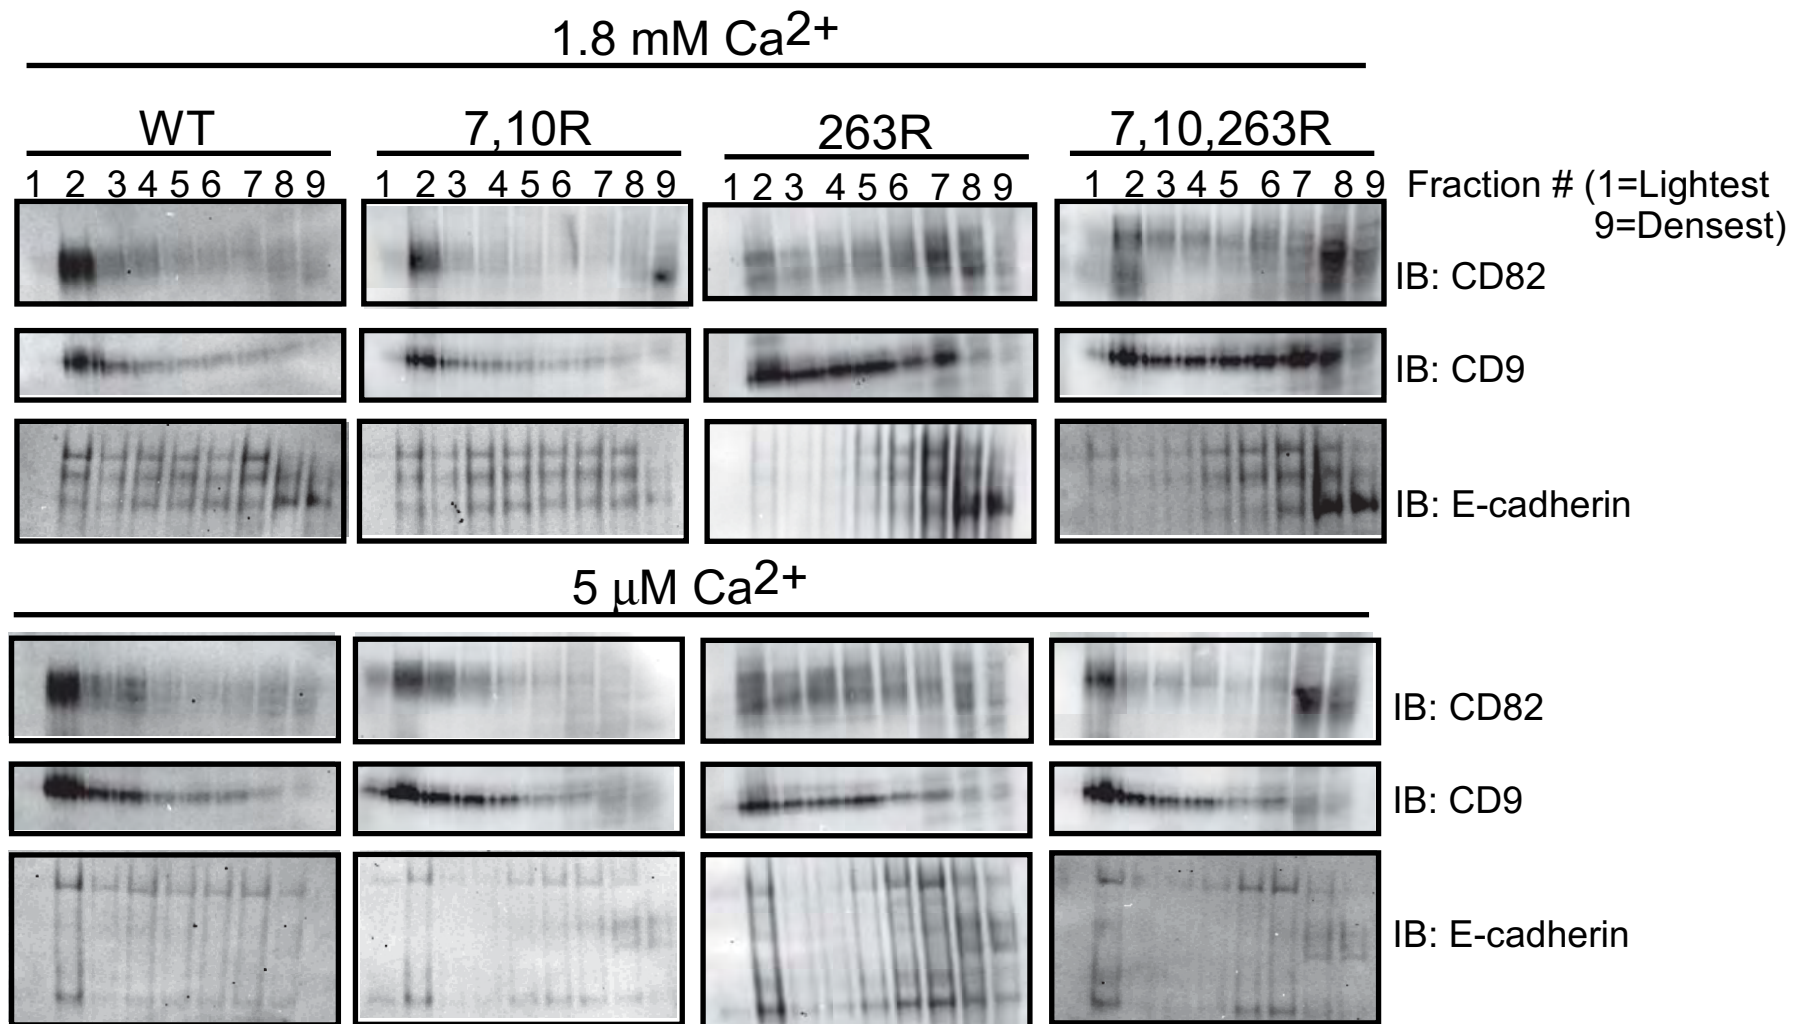 1.8 mM Ca2+
WT 7,10R 263R 7,10,263R
1 2 3 4 5 6 7 8 9 1 2 3 4 5 6 7 8 9 1 2 3 4 5 6 7 8 9 1 2 3 4 5 6 7 8 9 Fraction # (1=Lightest
9=Densest)
IB: CD82
IB: CD9
IB: E-cadherin
5 µM Ca2+
IB: CD82
IB: CD9
IB: E-cadherin